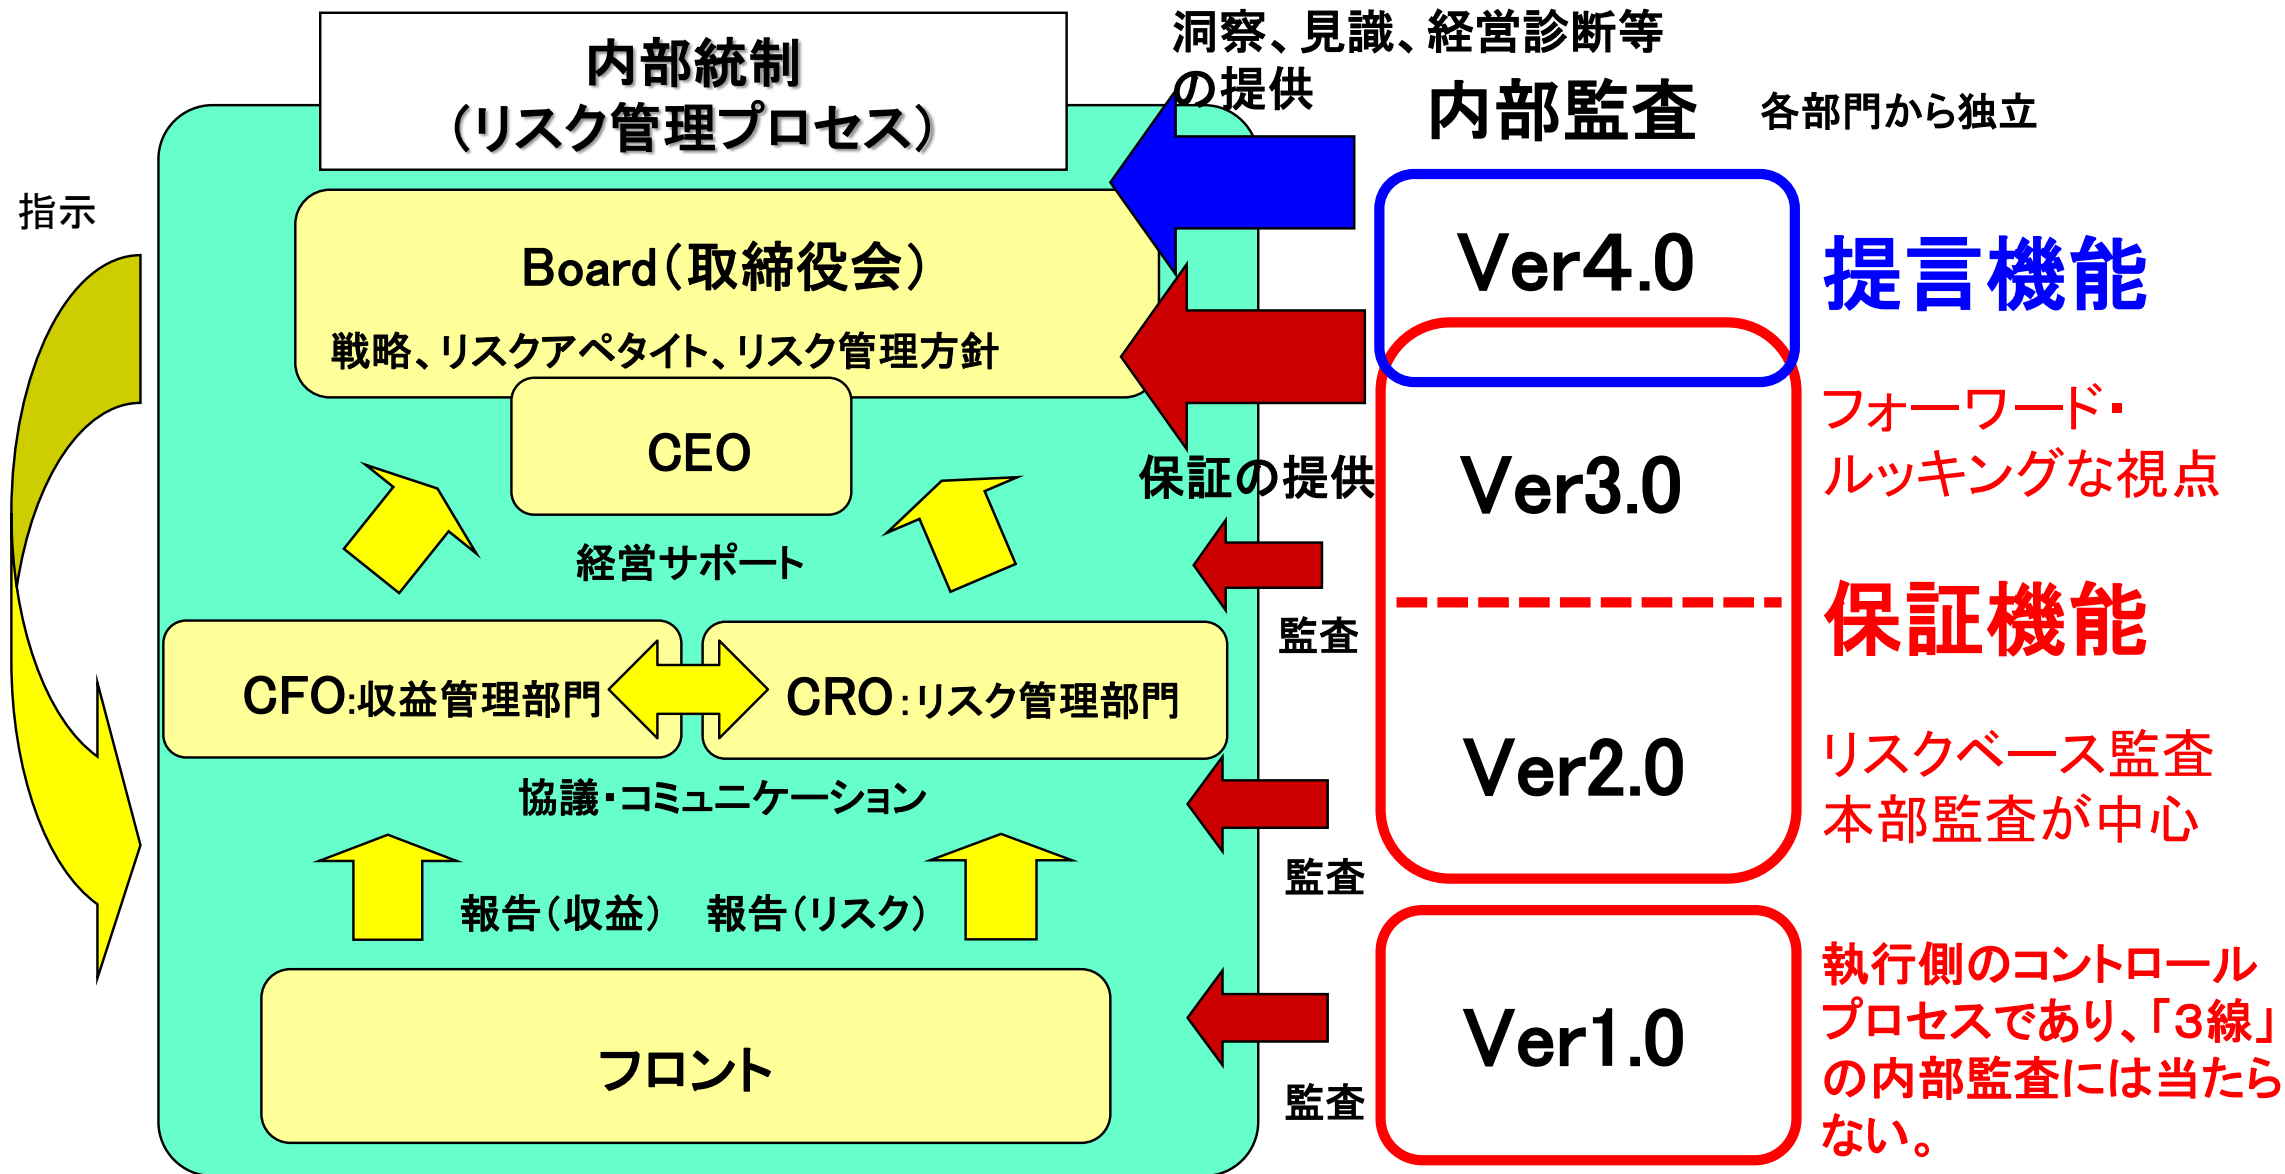 内部統制
（リスク管理プロセス）
洞察、見識、経営診断等
の提供
内部監査
各部門から独立
指示
Board（取締役会）
戦略、リスクアペタイト、リスク管理方針
CEO
経営サポート
CFO:収益管理部門
CRO：リスク管理部門
協議・コミュニケーション
報告（収益）
報告（リスク）
フロント
保証の提供
監査
監査
監査
Ver4.0
提言機能
Ver3.0
フォーワード・
ルッキングな視点
保証機能
Ver2.0
リスクベース監査
本部監査が中心
Ver1.0
執行側のコントロール
プロセスであり、「３線」
の内部監査には当たら
ない。